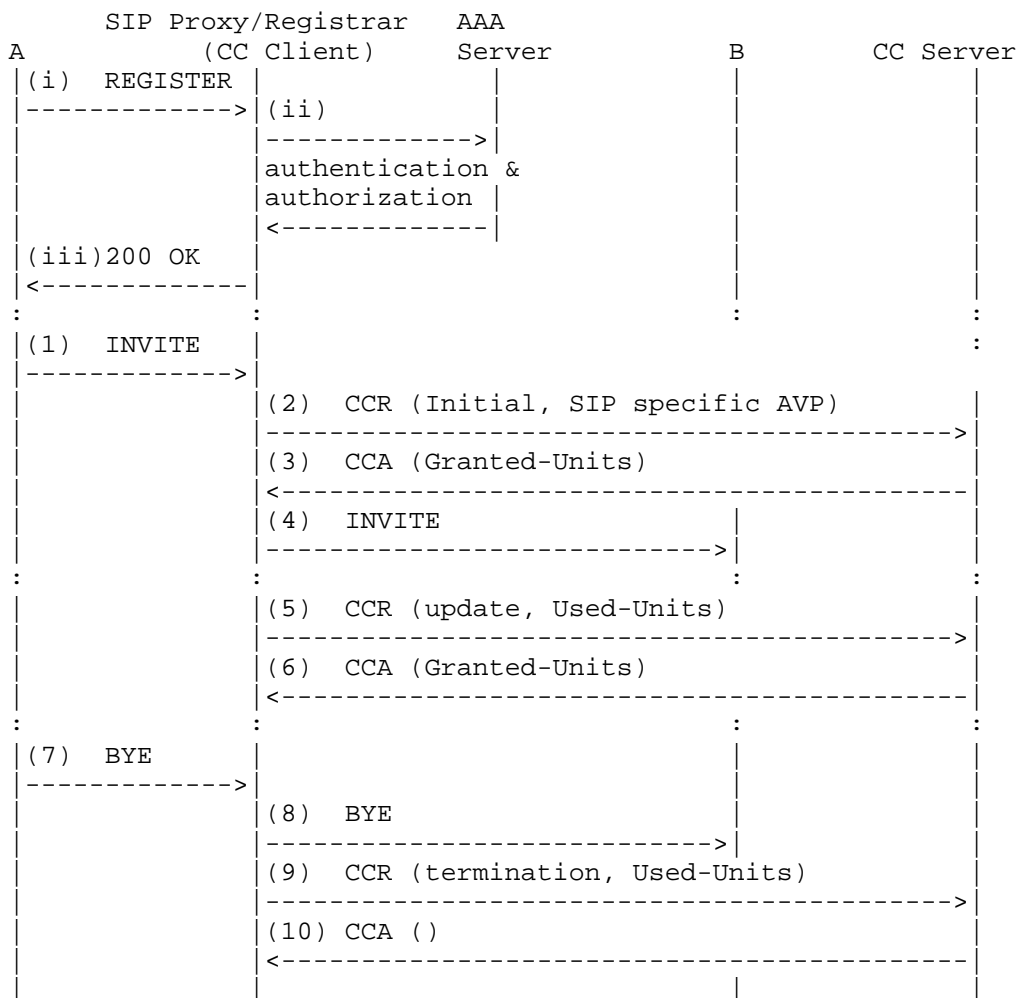 SIP Proxy/Registrar AAA
A (CC Client) Server B CC Server
(i) REGISTER
(ii)
authentication &
authorization
(iii)200 OK
(1) INVITE
(2) CCR (Initial, SIP specific AVP)
(3) CCA (Granted-Units)
(4) INVITE
(5) CCR (update, Used-Units)
(6) CCA (Granted-Units)
(7) BYE
(8) BYE
(9) CCR (termination, Used-Units)
(10) CCA ()